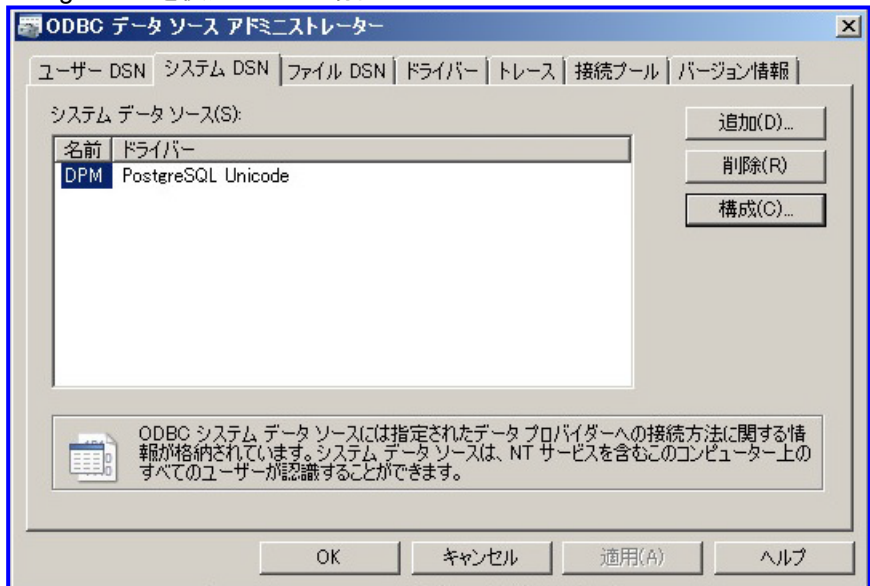 ODBC データ ソース アドミニストレーター
ユーザー DSN システム DSN ファイル DSN ドライバー トレース 接続プール バージョン情報
システム データ ソース(S):
追加(D)...
名前 ドライバー
DPM PostgreSQL Unicode
削除(R)
構成(C)...
ODBC システム データ ソースには指定されたデータ プロバイダーへの接続方法に関する情
報が格納されています。システム データ ソースは、NT サービスを含むこのコンピューター上の
すべてのユーザーが認識することができます。
OK キャンセル 適用(A) ヘルプ